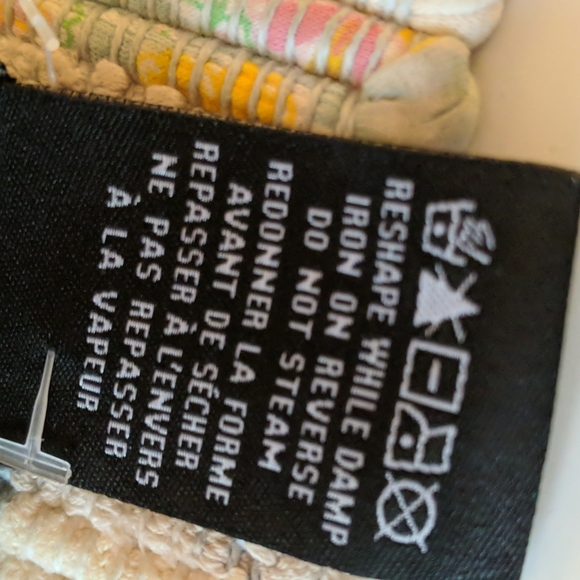 RESHAPE WHILE DAMP
IRON ON REVERSE
DO NOT STEAM
REDONNER LA FORME
AVANT DE SÉCHER
REPASSER À L'ENVERS
NE PAS REPASSER
À LA VAPEUR